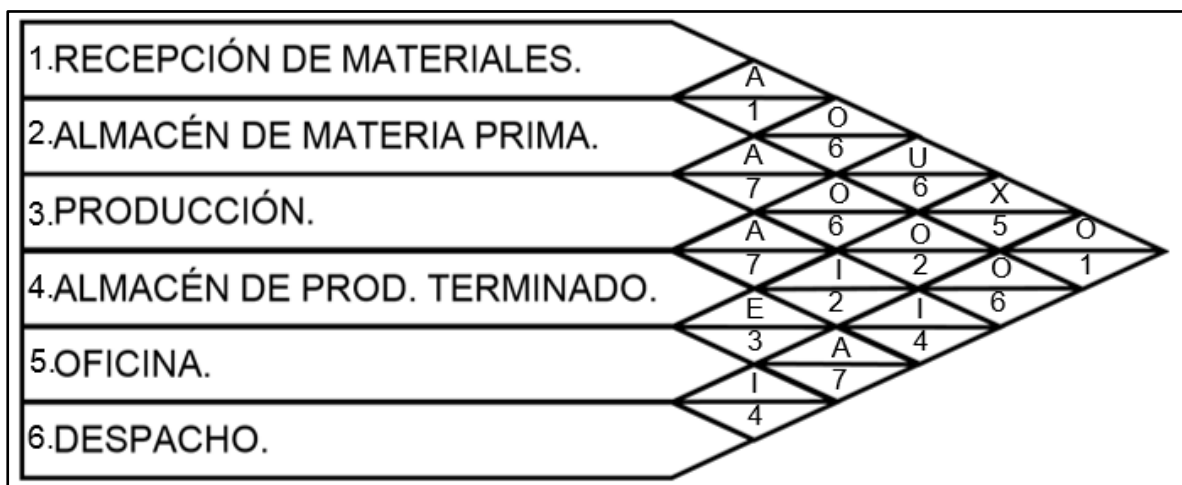 1.RECEPCIÓN DE MATERIALES.
A
1
O
2.ALMACÉN DE MATERIA PRIMA.
6
A
U
7
6
X
3.PRODUCCIÓN.
O
6
5
A
O
O
7
2
1
4.ALMACÉN DE PROD. TERMINADO.
I
O
2
6
E
I
3
4
5.OFICINA.
A
7
I
4
6.DESPACHO.